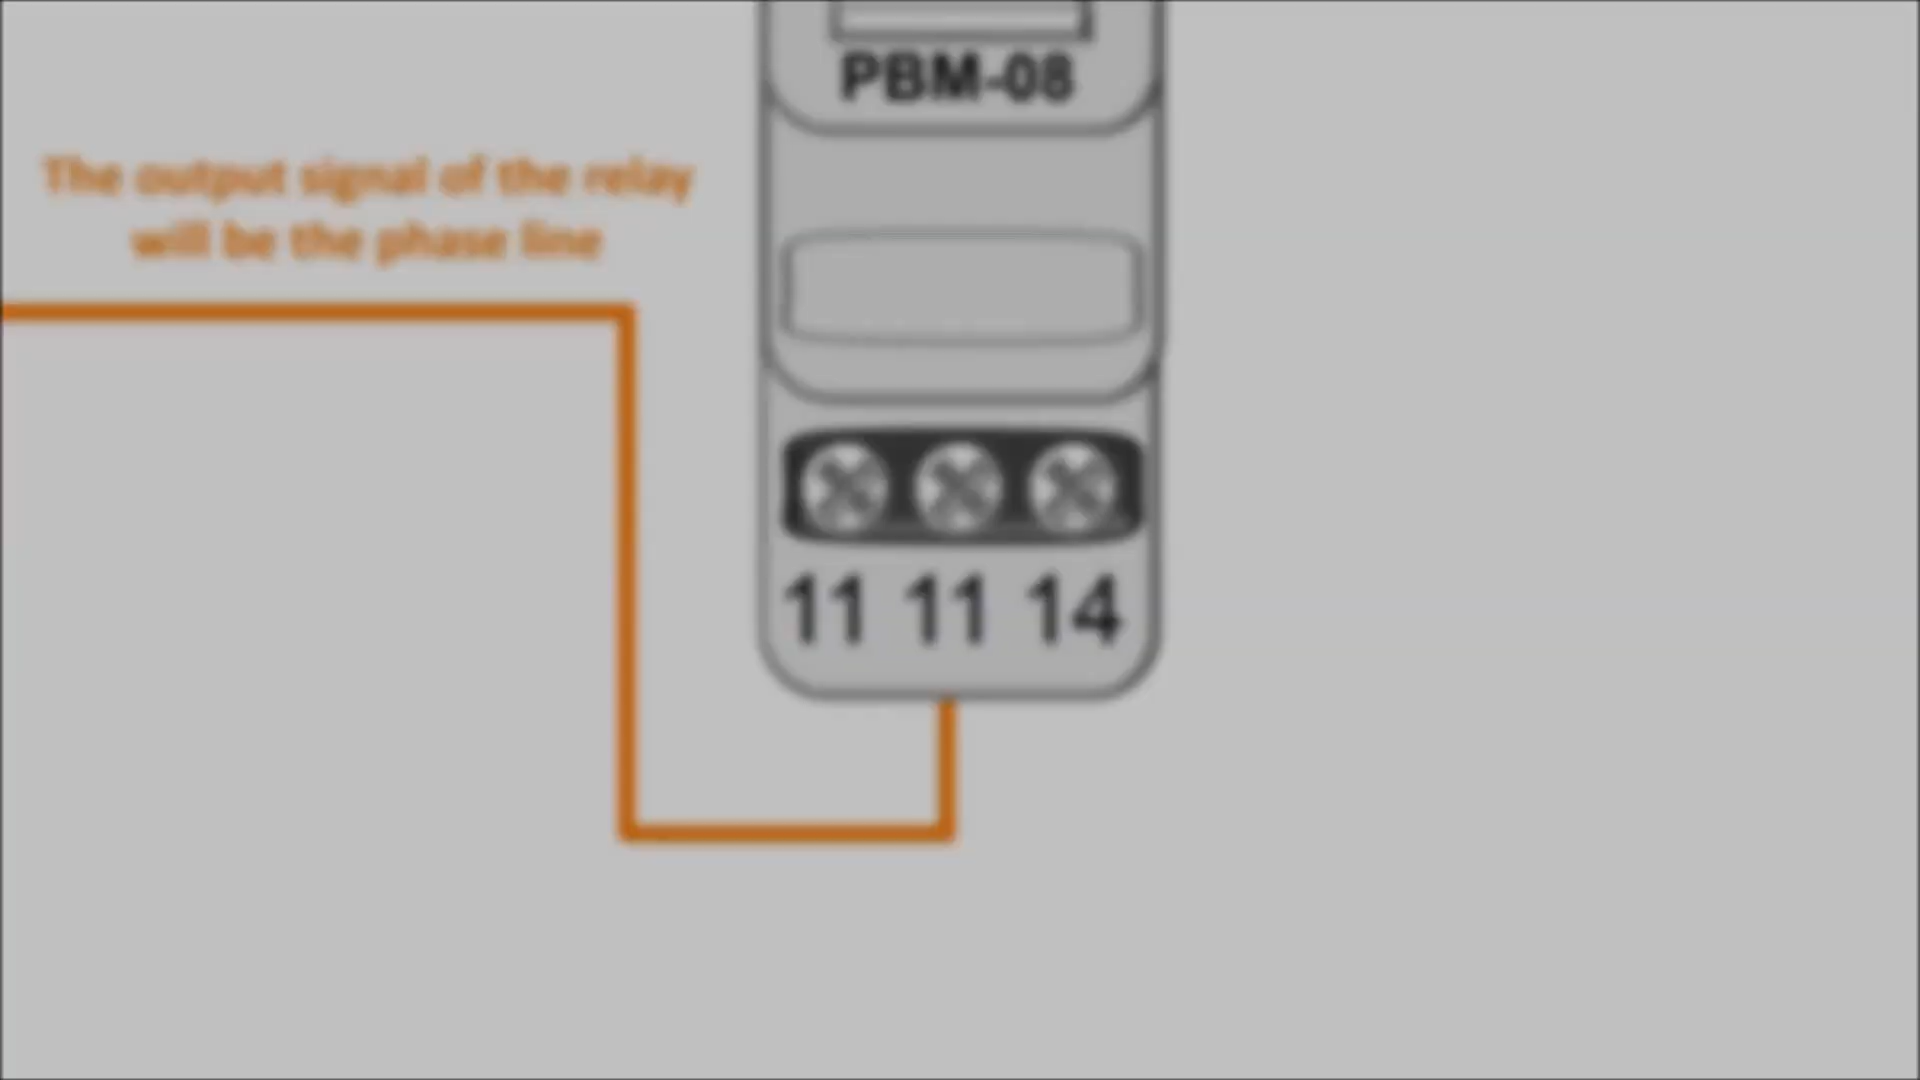 PBM-08
The output signal of the relay
will be the phase line
11 11 14